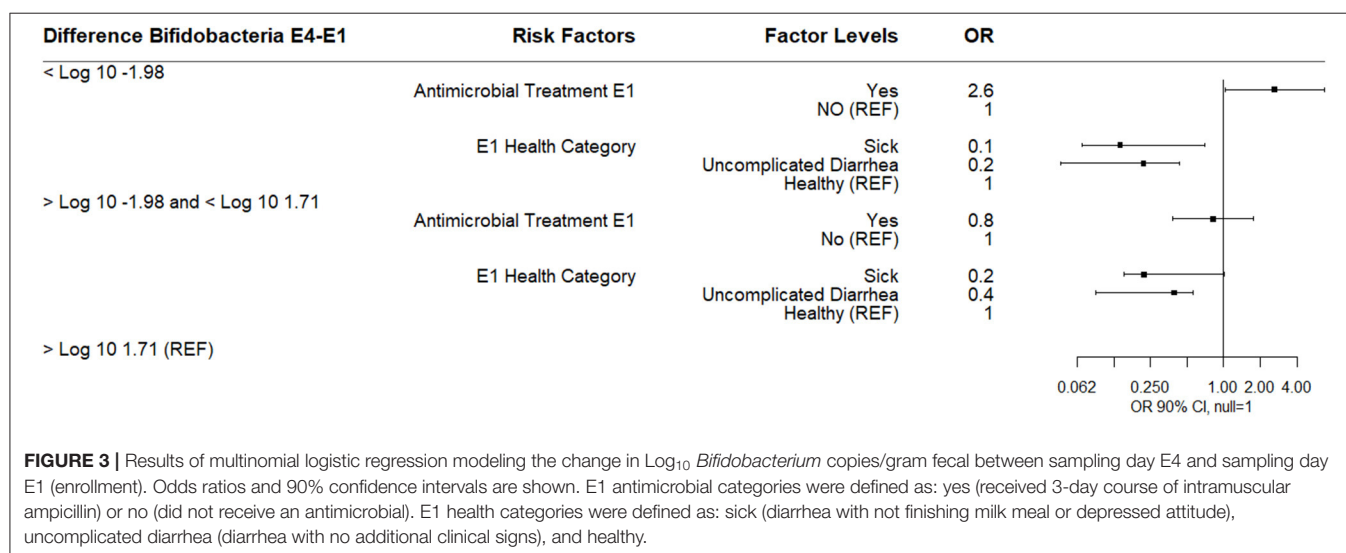 Difference Bifidobacteria E4-E1 Risk Factors Factor Levels OR
< Log 10 -1.98
Antimicrobial Treatment E1 Yes 2.6
NO (REF) 1
E1 Health Category Sick 0.1
Uncomplicated Diarrhea 0.2
Healthy (REF) 1
> Log 10 -1.98 and < Log 10 1.71
Antimicrobial Treatment E1 Yes 0.8
No (REF) 1
E1 Health Category Sick 0.2
Uncomplicated Diarrhea 0.4
Healthy (REF) 1
> Log 10 1.71 (REF)
0.062 0.250 1.00 2.00 4.00
OR 90% CI, null=1
FIGURE 3 | Results of multinomial logistic regression modeling the change in Log10 Bifidobacterium copies/gram fecal between sampling day E4 and sampling day
E1 (enrollment). Odds ratios and 90% confidence intervals are shown. E1 antimicrobial categories were defined as: yes (received 3-day course of intramuscular
ampicillin) or no (did not receive an antimicrobial). E1 health categories were defined as: sick (diarrhea with not finishing milk meal or depressed attitude),
uncomplicated diarrhea (diarrhea with no additional clinical signs), and healthy.